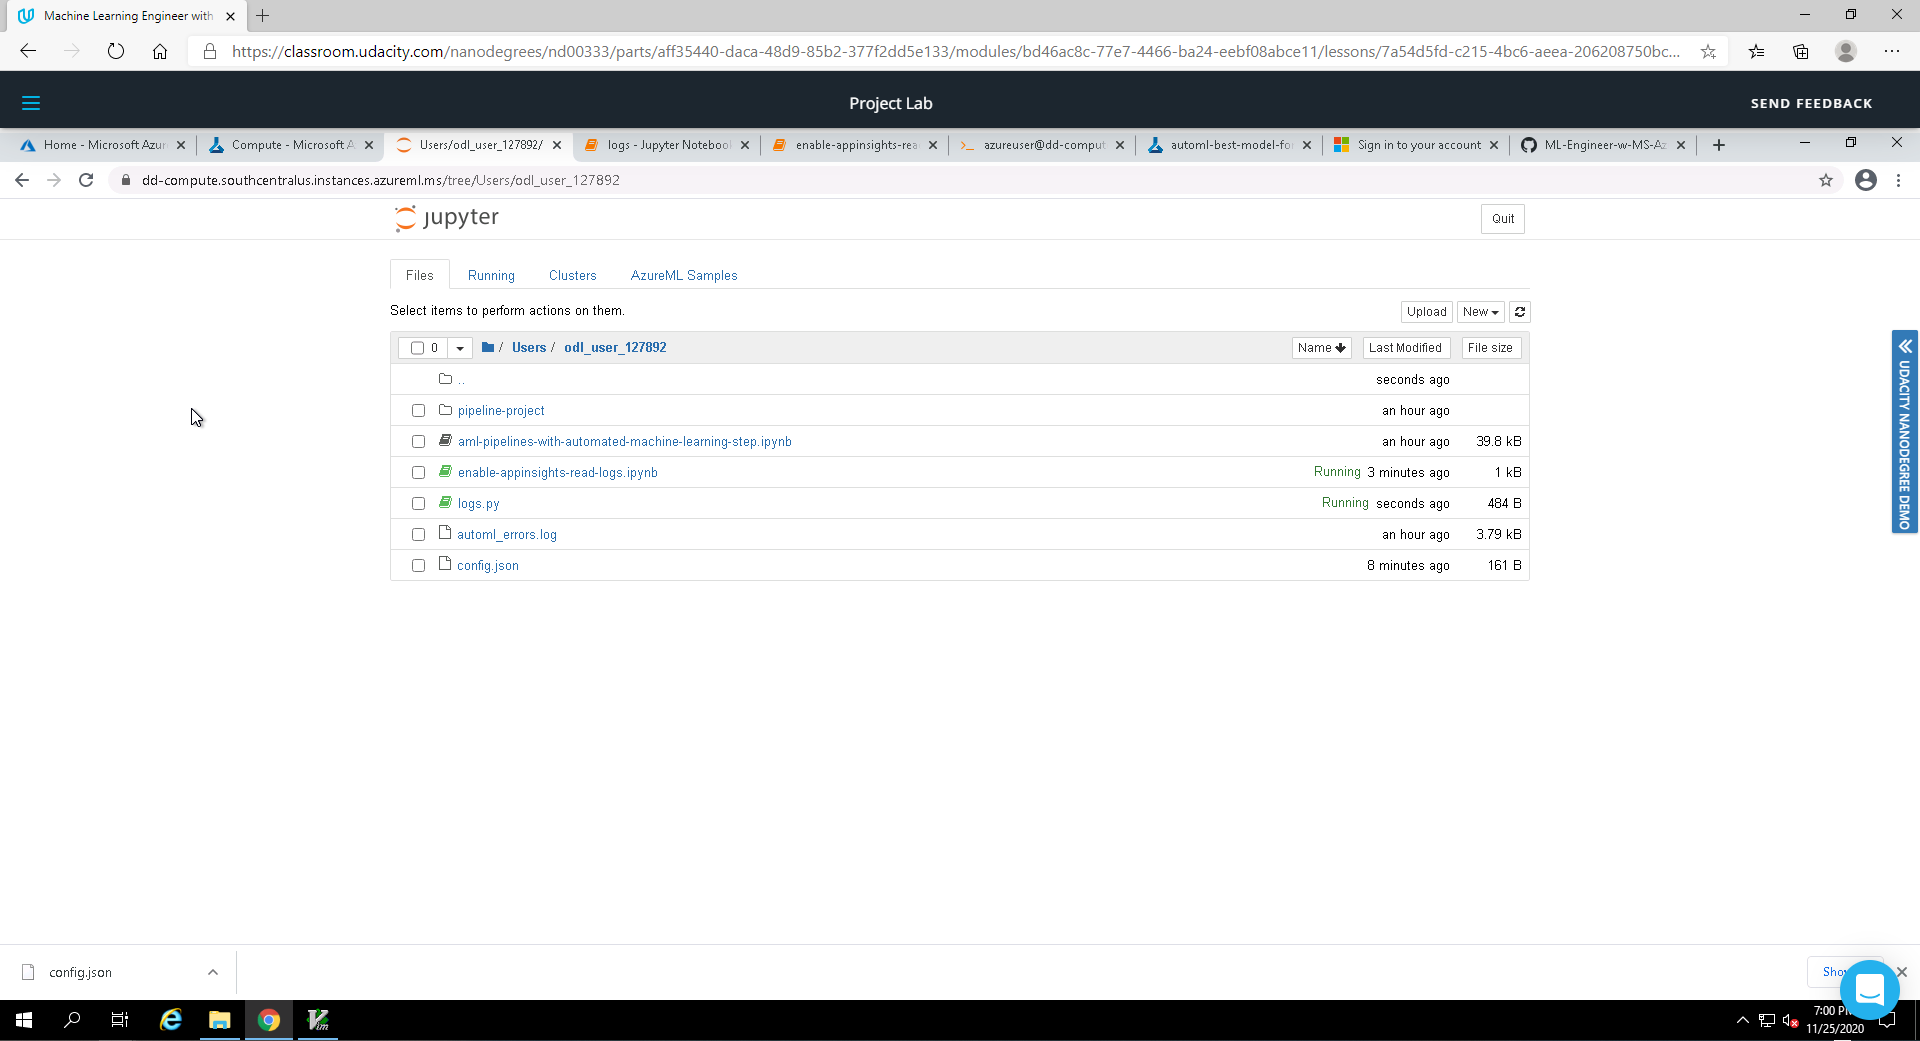 Machine Learning Engineer with
https://classroom.udacity.com/nanodegrees/nd00333/parts/aff35440-daca-48d9-85b2-377f2dd5e133/modules/bd46ac8c-77e7-4466-ba24-eebf08abce11/lessons/7a54d5fd-c215-4bc6-aeea-206208750bc...
Project Lab
SEND FEEDBACK
Home - Microsoft Azur
Compute - Microsoft A
Users/odl_user_127892/
logs - Jupyter Noteboo
enable-appinsights-rea
azureuser@dd-comput
automl-best-model-fo
Sign in to your account
ML-Engineer-w-MS-Az
dd-compute.southcentralus.instances.azureml.ms/tree/Users/odl_user_127892
jupyter
Quit
Files
Running
Clusters
AzureML Samples
Select items to perform actions on them.
Upload
New
0
/ Users / odl_user_127892
Name
Last Modified
File size
..
seconds ago
pipeline-project
an hour ago
aml-pipelines-with-automated-machine-learning-step.ipynb
an hour ago
39.8 kB
enable-appinsights-read-logs.ipynb
Running 3 minutes ago
1 kB
logs.py
Running seconds ago
484 B
automl_errors.log
an hour ago
3.79 kB
config.json
8 minutes ago
161 B
UDACITY NANODEGREE DEMO
config.json
Sho
7:00 P
11/25/2020